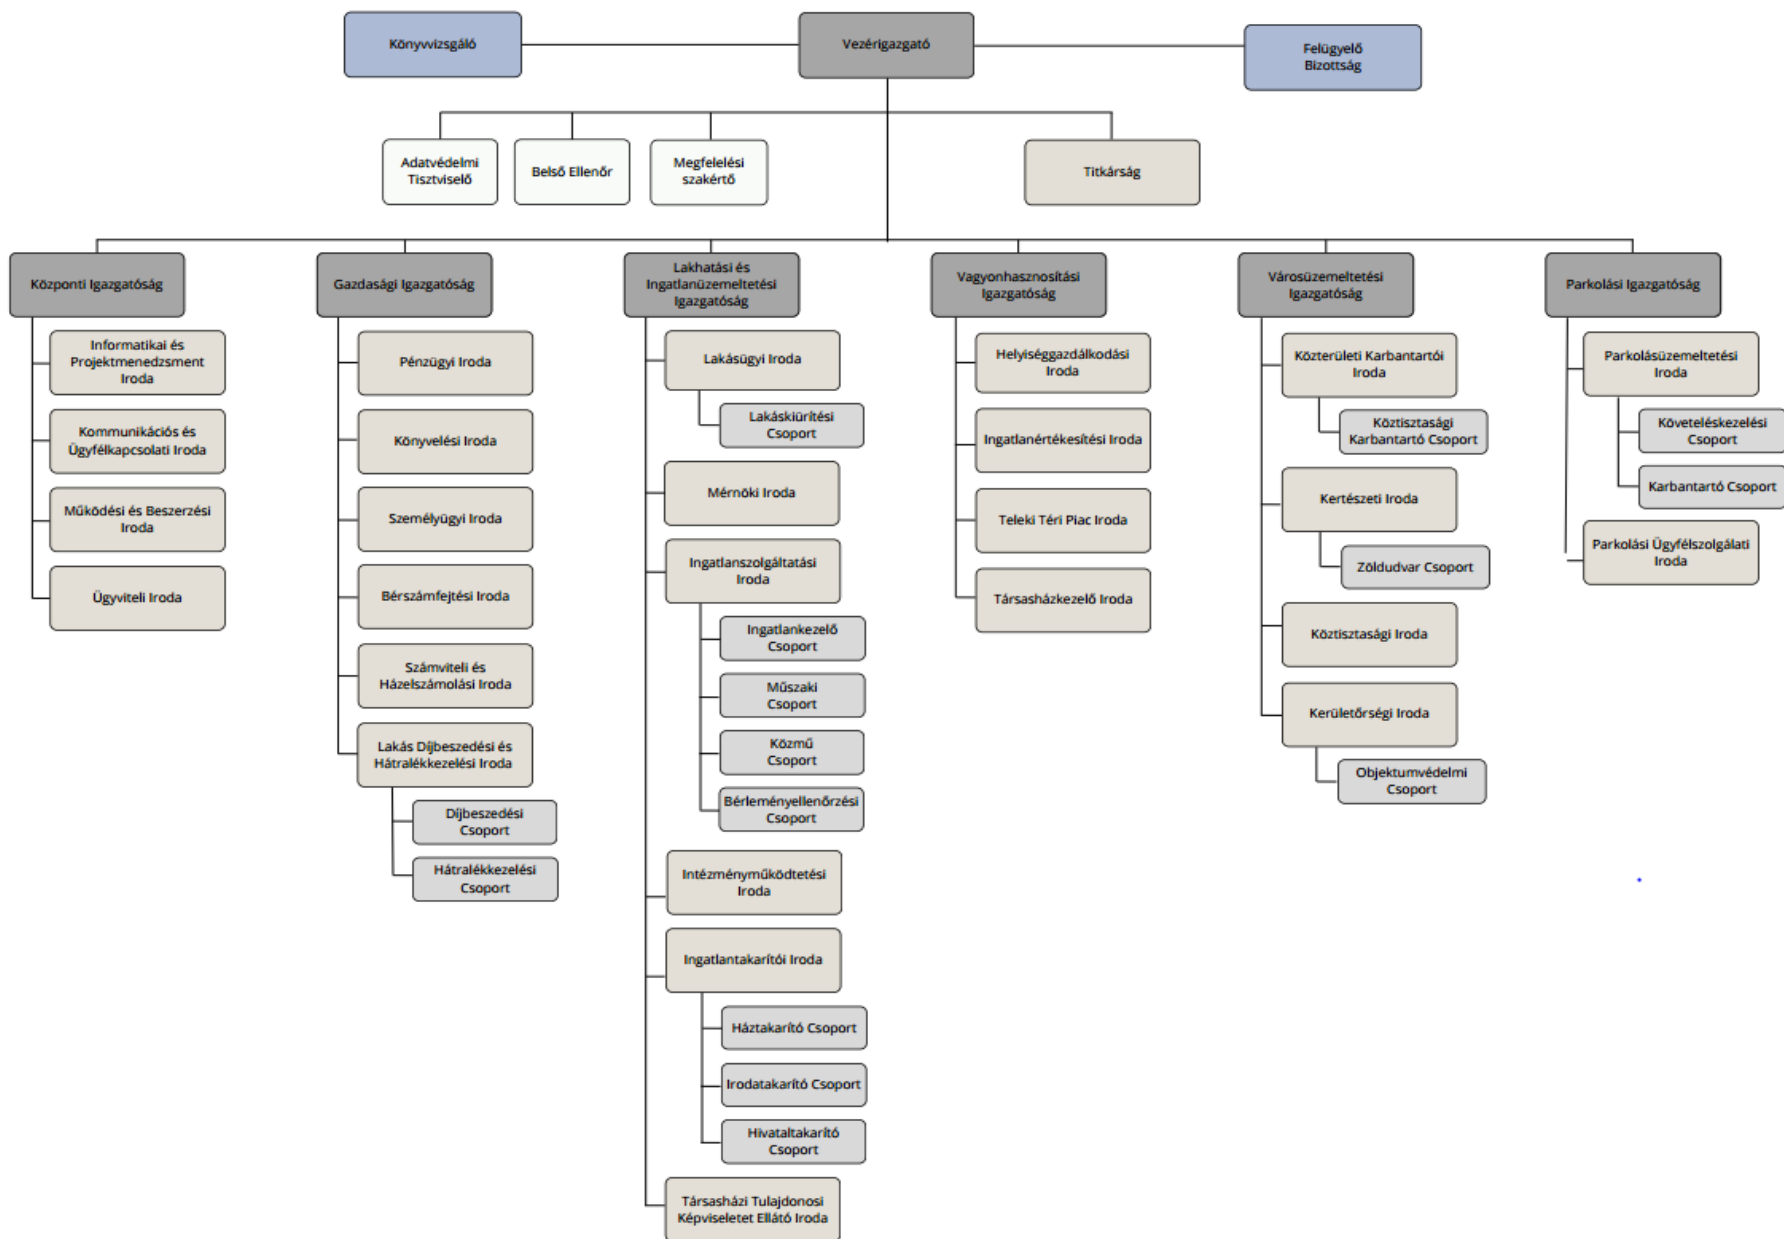 Könyvvizsgáló
Vezérigazgató
Felügyelő
Bizottság
Adatvédelmi
Tisztviselő
Belső Ellenőr
Megfelelési
szakértő
Titkárság
Központi Igazgatóság
Informatikai és
Projektmenedzsment
Iroda
Kommunikációs és
Ügyfélkapcsolati Iroda
Működési és Beszerzési
Iroda
Ügyviteli Iroda
Gazdasági Igazgatóság
Pénzügyi Iroda
Könyvelési Iroda
Személyügyi Iroda
Bérszámfejtési Iroda
Számviteli és
Házelszámolási Iroda
Lakás Díjbeszedési és
Hátralékkezelési Iroda
Díjbeszedési
Csoport
Hátralékkezelési
Csoport
Lakhatási és
Ingatlanüzemeltetési
Igazgatóság
Lakásügyi Iroda
Lakáskiürítési
Csoport
Mérnöki Iroda
Ingatlanszolgáltatási
Iroda
Ingatlankezelő
Csoport
Műszaki
Csoport
Közmű
Csoport
Bérleményellenőrzési
Csoport
Intézményműködtetési
Iroda
Ingatlantakarítói Iroda
Háztakarító Csoport
Irodatakarító Csoport
Hivataltakarító
Csoport
Társasházi Tulajdonosi
Képviseletet Ellátó Iroda
Vagyonhasznosítási
Igazgatóság
Helyiséggazdálkodási
Iroda
Ingatlanértékesítési Iroda
Teleki Téri Piac Iroda
Társasházkezelő Iroda
Városüzemeltetési
Igazgatóság
Közterületi Karbantartói
Iroda
Köztisztasági
Karbantartó Csoport
Kertészeti Iroda
Zöldudvar Csoport
Köztisztasági Iroda
Kerületőrségi Iroda
Objektumvédelmi
Csoport
Parkolási Igazgatóság
Parkolásüzemeltetési
Iroda
Követeléskezelési
Csoport
Karbantartó Csoport
Parkolási Ügyfélszolgálati
Iroda